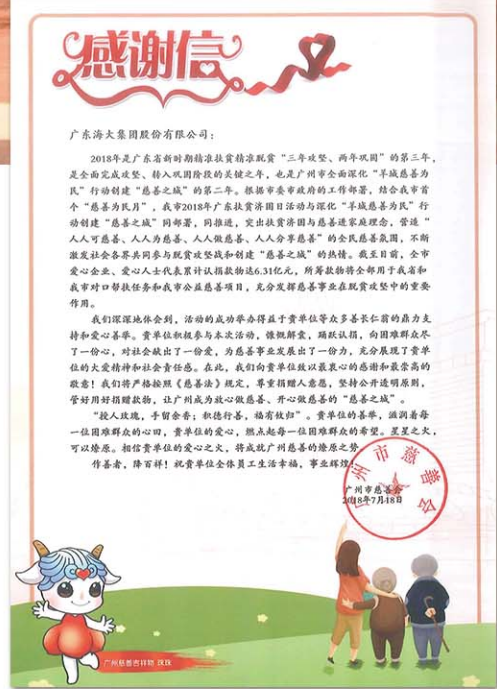 感谢信
广东海大集团股份有限公司：
2018年是广东省新时期精准扶贫精准脱贫“三年攻坚、两年巩固”的第三年，
是全面完成攻坚、转入巩固阶段的关键之年，也是广州市全面深化“羊城慈善为
民”行动创建“慈善之城”的第二年。根据市委市政府的工作部署，结合我市首
个“慈善为民月”，我市2018年广东扶贫济困日活动与深化“羊城慈善为民”行
动创建“慈善之城”同部署，同推进，突出扶贫济困与慈善进家庭理念，营造“
人人可慈善、人人为慈善、人人做慈善、人人分享慈善”的全民慈善氛围，不断
激发社会各界共同参与脱贫攻坚战和创建“慈善之城”的热情。截至目前，全市
爱心企业、爱心人士代表累计认捐款物达6.31亿元，所筹款物将全部用于我省和
我市对口帮扶任务和我市公益慈善项目，充分发挥慈善事业在脱贫攻坚中的重要
作用。
我们深深地体会到，活动的成功举办得益于贵单位等众多善长仁翁的鼎力支
持和爱心善举。贵单位积极参与本次活动，慷慨解囊，踊跃认捐，向困难群众尽
了一份心，对社会献出了一份爱，为慈善事业发展出了一份力，充分展现了贵单
位的大爱精神和社会责任感。在此，我们向贵单位致以最衷心的感谢和最崇高的
敬意！我们将严格按照《慈善法》规定，尊重捐赠人意愿，坚持公开透明原则，
管好用好捐赠款物，让广州成为放心做慈善、开心做慈善的“慈善之城”。
“授人玫瑰，手留余香；积德行善，福有攸归”。贵单位的善举，滋润着每
一位困难群众的心田，贵单位的爱心，燃点起每一位困难群众的希望。星星之火，
可以燎原。相信贵单位的爱心之火，将成就广州慈善的燎原之势。
作善者，降百祥！祝贵单位全体员工生活幸福，事业辉煌
广州市慈善会
广州市慈善会
2018年7月18日
广州慈善吉祥物 珠珠